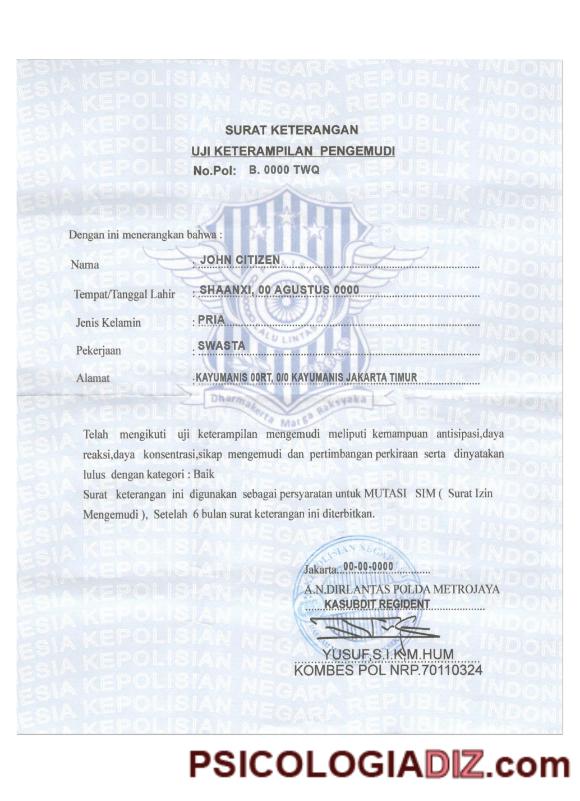 SURAT KETERANGAN
UJI KETERAMPILAN PENGEMUDI
No.Pol: B. 0000 TWQ
Dengan ini menerangkan bahwa :
Nama : JOHN CITIZEN
Tempat/Tanggal Lahir : SHAANXI, 00 AGUSTUS 0000
Jenis Kelamin : PRIA
Pekerjaan : SWASTA
Alamat : KAYUMANIS 00RT, 0/0 KAYUMANIS JAKARTA TIMUR
LALU LINTAS
Dharmakerta Marga Raksyaka
Telah mengikuti uji keterampilan mengemudi meliputi kemampuan antisipasi,daya
reaksi,daya konsentrasi,sikap mengemudi dan pertimbangan perkiraan serta dinyatakan
lulus dengan kategori : Baik
Surat keterangan ini digunakan sebagai persyaratan untuk MUTASI SIM ( Surat Izin
Mengemudi ), Setelah 6 bulan surat keterangan ini diterbitkan.
Jakarta..00-00-0000
A.N.DIRLANTAS POLDA METROJAYA
KASUBDIT REGIDENT
YUSUF,S.I.K,M.HUM
KOMBES POL NRP.70110324
PSICOLOGIADIZ.com